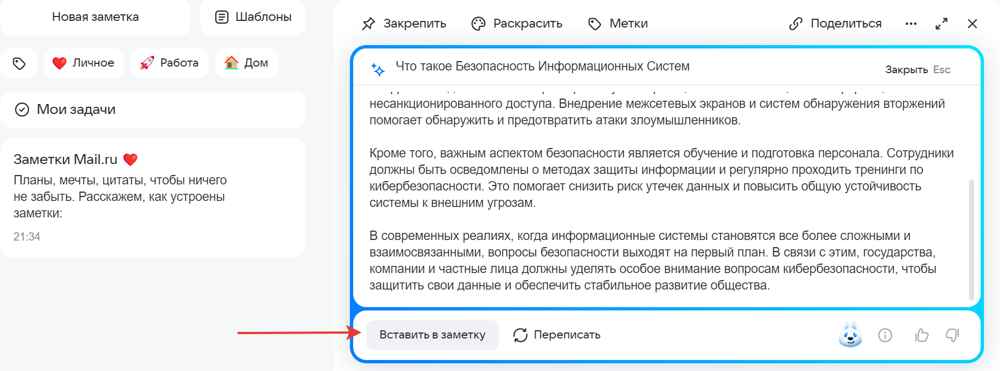 Новая заметка
Шаблоны
Личное
Работа
Дом
Мои задачи
Заметки Mail.ru
Планы, мечты, цитаты, чтобы ничего
не забыть. Расскажем, как устроены
заметки:
21:34
Закрепить
Раскрасить
Метки
Поделиться
Что такое Безопасность Информационных Систем
Закрыть Esc
несанкционированного доступа. Внедрение межсетевых экранов и систем обнаружения вторжений
помогает обнаружить и предотвратить атаки злоумышленников.
Кроме того, важным аспектом безопасности является обучение и подготовка персонала. Сотрудники
должны быть осведомлены о методах защиты информации и регулярно проходить тренинги по
кибербезопасности. Это помогает снизить риск утечек данных и повысить общую устойчивость
системы к внешним угрозам.
В современных реалиях, когда информационные системы становятся все более сложными и
взаимосвязанными, вопросы безопасности выходят на первый план. В связи с этим, государства,
компании и частные лица должны уделять особое внимание вопросам кибербезопасности, чтобы
защитить свои данные и обеспечить стабильное развитие общества.
Вставить в заметку
Переписать